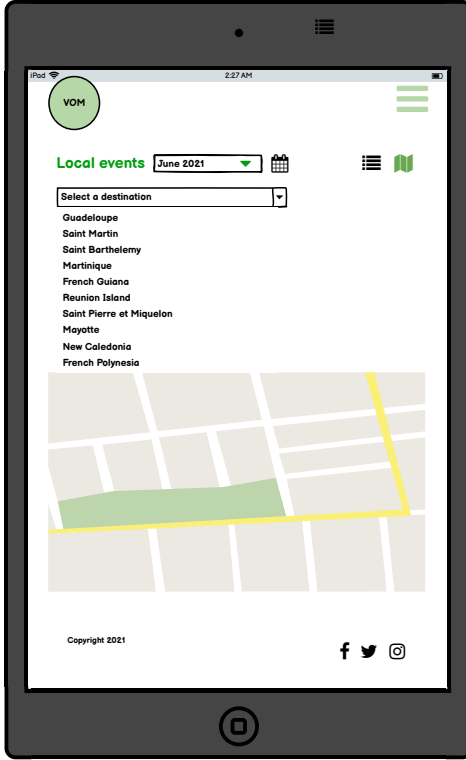 iPod 2:27 AM
VOM
Local events June 2021
Select a destination
Guadeloupe
Saint Martin
Saint Barthelemy
Martinique
French Guiana
Reunion Island
Saint Pierre et Miquelon
Mayotte
New Caledonia
French Polynesia
Copyright 2021